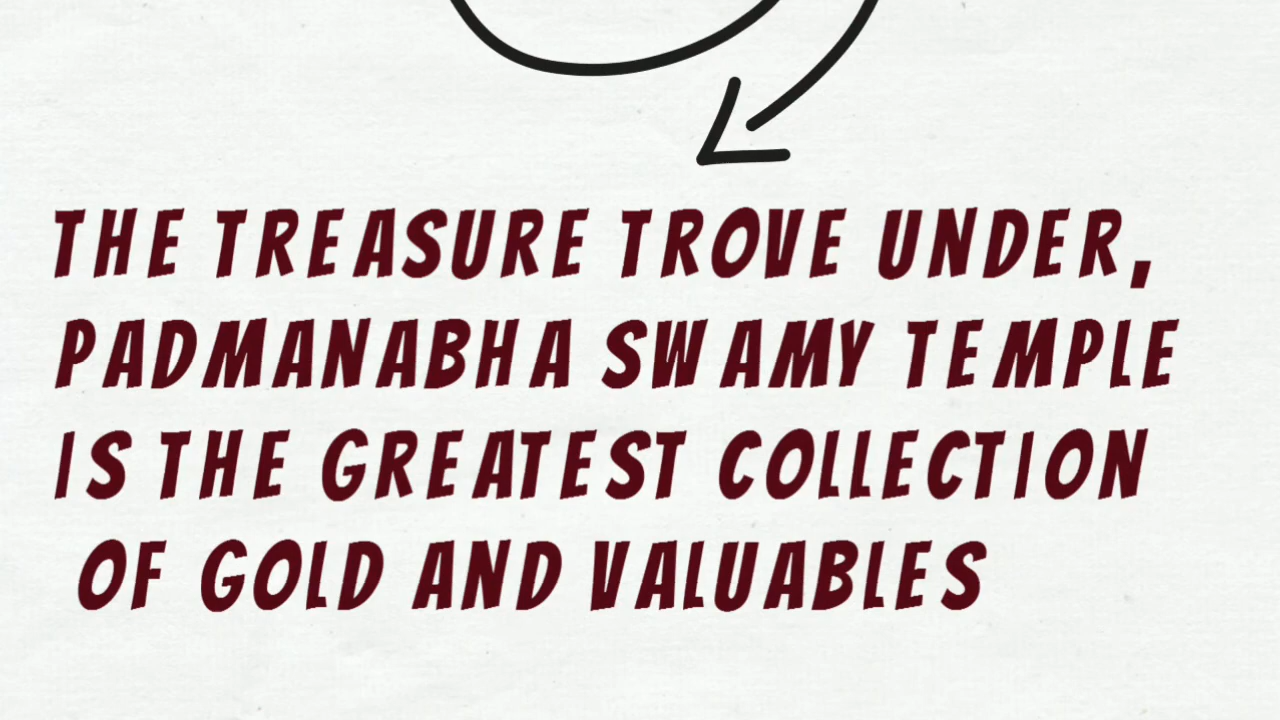 THE TREASURE TROVE UNDER,
PADMANABHA SWAMY TEMPLE
IS THE GREATEST COLLECTION
OF GOLD AND VALUABLES